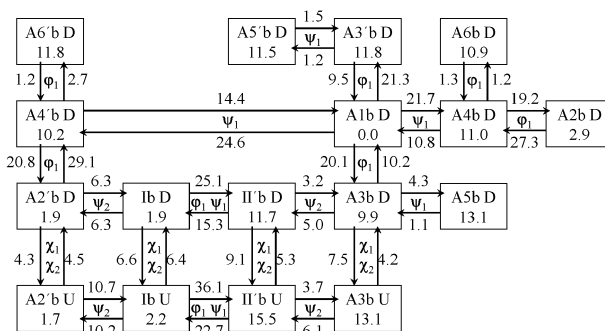 A6´b D 11.8 A5´b D 11.5 1.5 ψ1 1.2 A3´b D 11.8 A6b D 10.9
1.2 φ1 2.7 9.5 φ1 21.3 1.3 φ1 1.2
A4´b D 10.2 14.4 ψ1 24.6 A1b D 0.0 21.7 ψ1 10.8 A4b D 11.0 19.2 φ1 27.3 A2b D 2.9
20.8 φ1 29.1 20.1 φ1 10.2
A2´b D 1.9 6.3 ψ2 6.3 Ib D 1.9 25.1 φ1 ψ1 15.3 II´b D 11.7 3.2 ψ2 5.0 A3b D 9.9 4.3 ψ1 1.1 A5b D 13.1
4.3 χ1 χ2 4.5 6.6 χ1 χ2 6.4 9.1 χ1 χ2 5.3 7.5 χ1 χ2 4.2
A2´b U 1.7 10.7 ψ2 Ib U 2.2 36.1 φ1 ψ1 II´b U 15.5 3.7 ψ2 A3b U 13.1